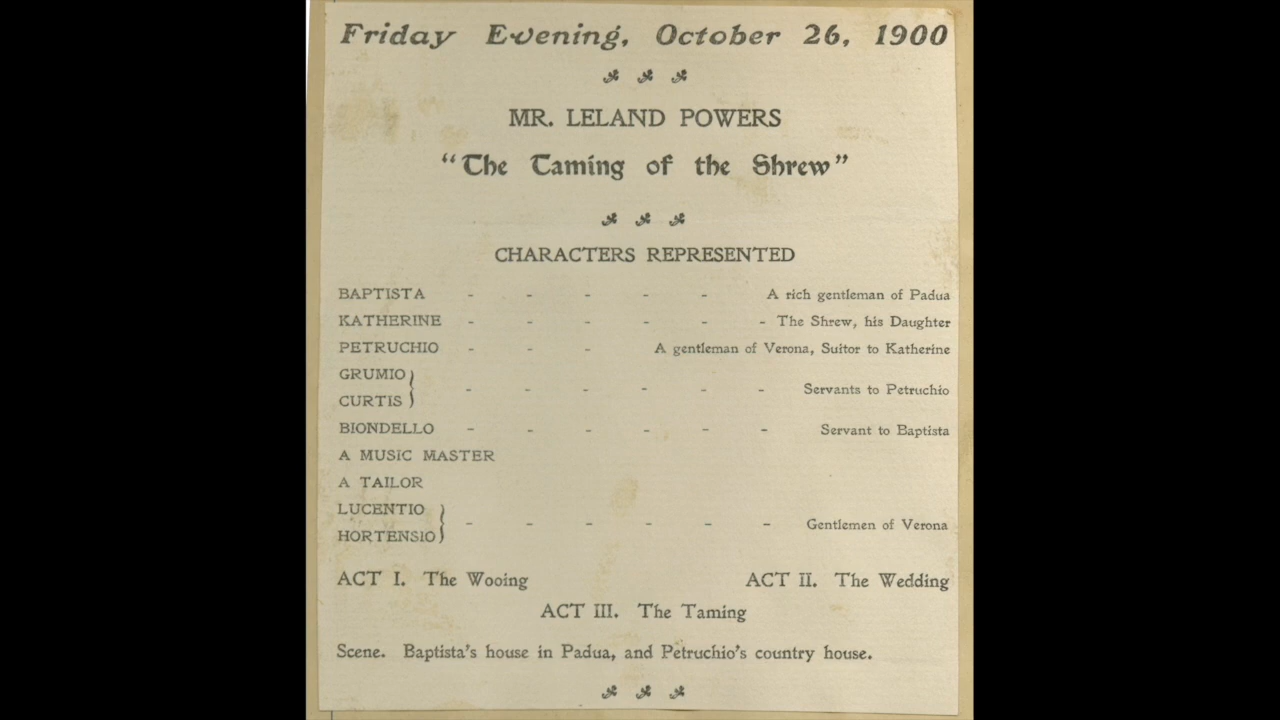 Friday Evening, October 26, 1900
MR. LELAND POWERS
"The Taming of the Shrew"
CHARACTERS REPRESENTED
BAPTISTA - - - - - A rich gentleman of Padua
KATHERINE - - - - - - The Shrew, his Daughter
PETRUCHIO - - - A gentleman of Verona, Suitor to Katherine
GRUMIO
CURTIS } - - - - - - Servants to Petruchio
BIONDELLO - - - - - - Servant to Baptista
A MUSIC MASTER
A TAILOR
LUCENTIO
HORTENSIO } - - - - - - Gentlemen of Verona
ACT I. The Wooing ACT II. The Wedding
ACT III. The Taming
Scene. Baptista's house in Padua, and Petruchio's country house.